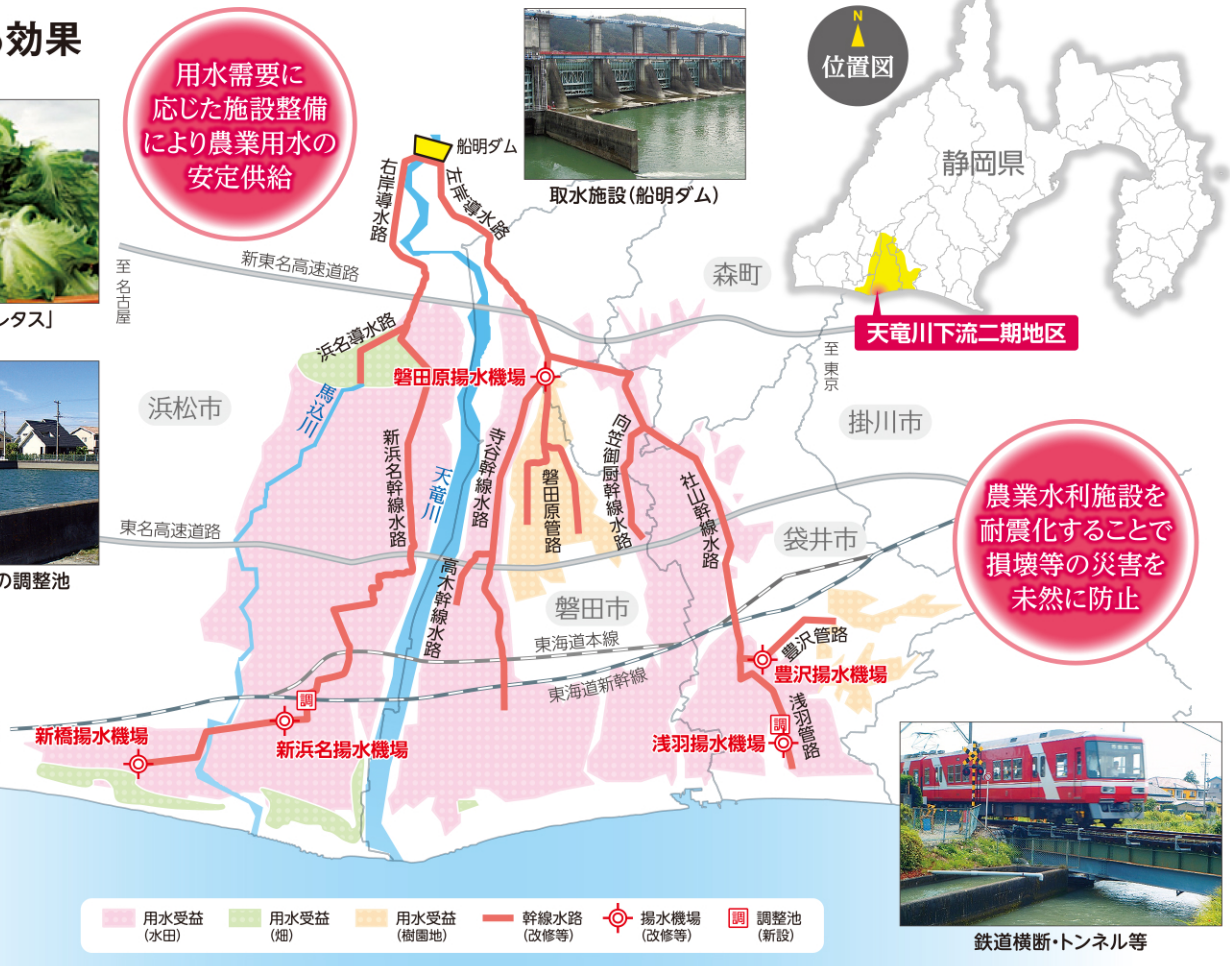 効果
用水需要に
応じた施設整備
により農業用水の
安定供給
船明ダム
右岸導水路
左岸導水路
取水施設(船明ダム)
N
位置図
静岡県
天竜川下流二期地区
新東名高速道路
至 名古屋
森町
至 東京
レタス」
浜名導水路
磐田原揚水機場
浜松市
馬込川
掛川市
新浜名幹線水路
天竜川
寺谷幹線水路
磐田原管路
向笠御厨幹線水路
社山幹線水路
農業水利施設を
耐震化することで
損壊等の災害を
未然に防止
東名高速道路
袋井市
の調整池
高木幹線水路
磐田市
東海道本線
東海道新幹線
豊沢管路
豊沢揚水機場
調
新橋揚水機場
新浜名揚水機場
浅羽揚水機場
調
浅羽管路
用水受益
(水田)
用水受益
(畑)
用水受益
(樹園地)
幹線水路
(改修等)
揚水機場
(改修等)
調
調整池
(新設)
鉄道横断・トンネル等